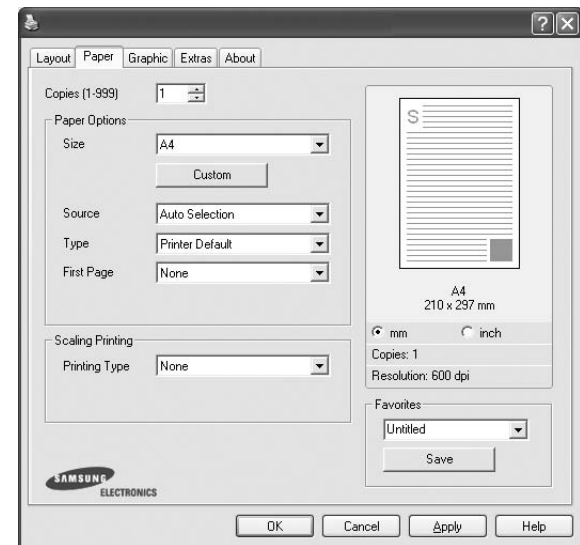 Layout Paper Graphic Extras About
Copies (1-999) 1
Paper Options
Size A4
Custom
Source Auto Selection
Type Printer Default
First Page None
Scaling Printing
Printing Type None
SAMSUNG
ELECTRONICS
S
A4
210 x 297 mm
mm inch
Copies: 1
Resolution: 600 dpi
Favorites
Untitled
Save
OK Cancel Apply Help